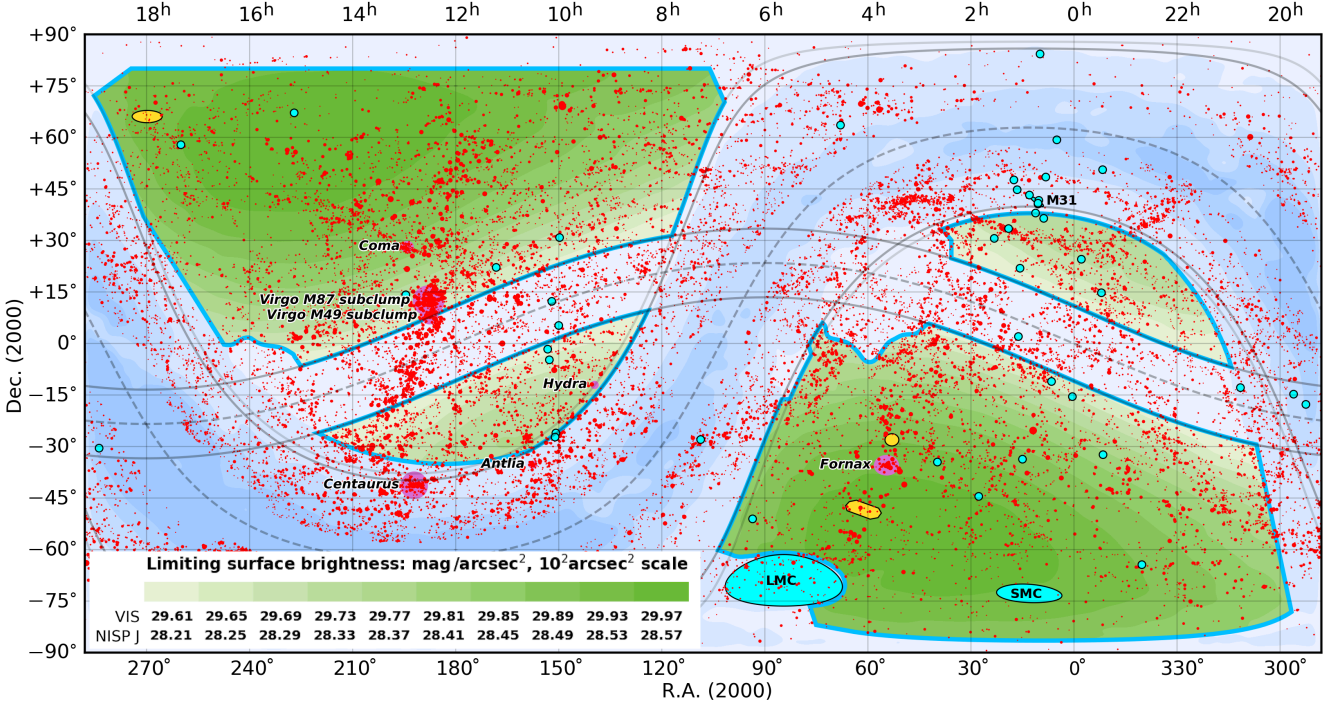 18h 16h 14h 12h 10h 8h 6h 4h 2h 0h 22h 20h
+90°
+75°
+60°
+45°
M31
+30°
Coma
+15°
Virgo M87 subclump
Virgo M49 subclump
0°
Dec. (2000)
Hydra
−15°
−30°
Antlia
Fornax
Centaurus
−45°
−60°
Limiting surface brightness: mag/arcsec², 10²arcsec² scale
LMC
SMC
−75°
VIS 29.61 29.65 29.69 29.73 29.77 29.81 29.85 29.89 29.93 29.97
NISP J 28.21 28.25 28.29 28.33 28.37 28.41 28.45 28.49 28.53 28.57
−90°
270° 240° 210° 180° 150° 120° 90° 60° 30° 0° 330° 300°
R.A. (2000)